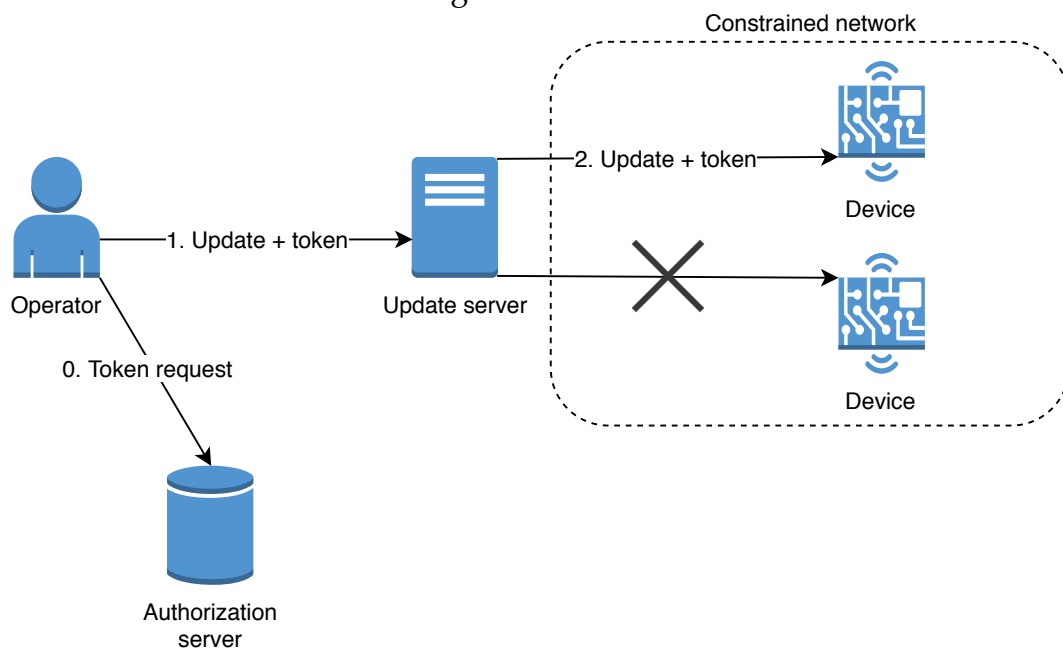 Constrained network
2. Update + token
Device
1. Update + token
Operator
Update server
0. Token request
Device
Authorization
server